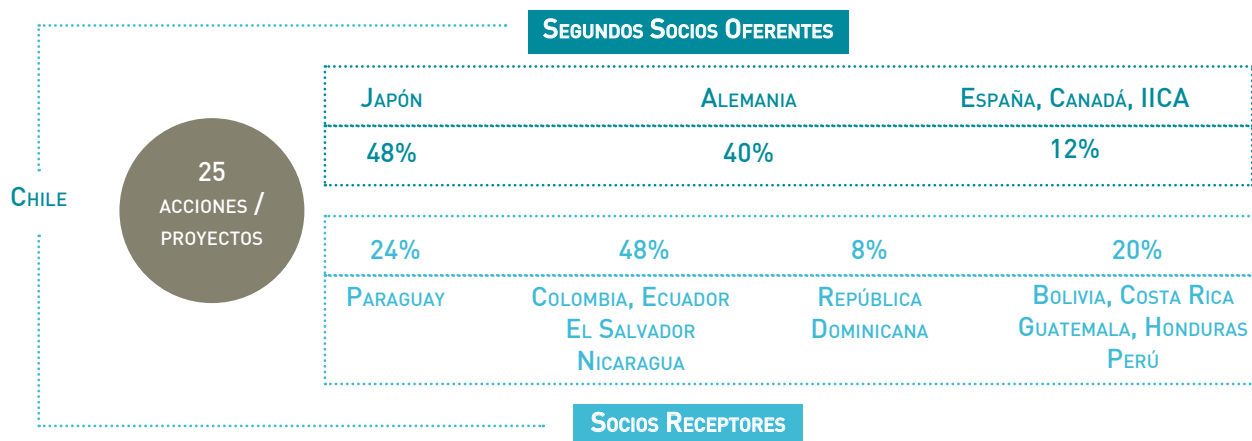 SEGUNDOS SOCIOS OFERENTES
JAPÓN ALEMANIA ESPAÑA, CANADÁ, IICA
48% 40% 12%
CHILE
25
ACCIONES /
PROYECTOS
24% 48% 8% 20%
PARAGUAY
COLOMBIA, ECUADOR
EL SALVADOR
NICARAGUA
REPÚBLICA
DOMINICANA
BOLIVIA, COSTA RICA
GUATEMALA, HONDURAS
PERÚ
SOCIOS RECEPTORES